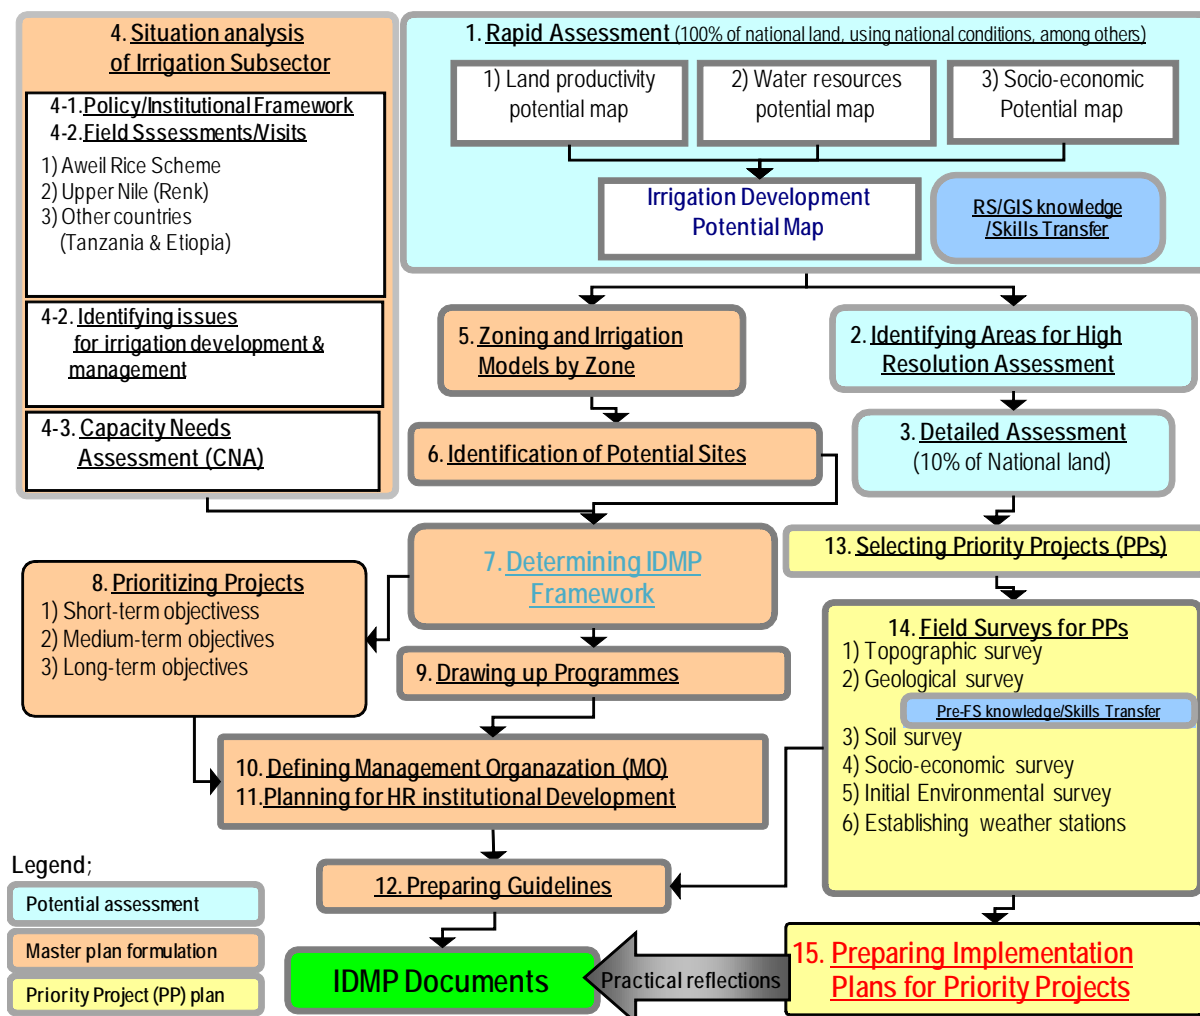 4. Situation analysis
of Irrigation Subsector
4-1.Policy/Institutional Framework
4-2.Field Sssessments/Visits
1) Aweil Rice Scheme
2) Upper Nile (Renk)
3) Other countries
(Tanzania & Etiopia)
4-2. Identifying issues
for irrigation development &
management
4-3. Capacity Needs
Assessment (CNA)
1. Rapid Assessment (100% of national land, using national conditions, among others)
1) Land productivity
potential map
2) Water resources
potential map
3) Socio-economic
Potential map
Irrigation Development
Potential Map
RS/GIS knowledge
/Skills Transfer
5. Zoning and Irrigation
Models by Zone
2. Identifying Areas for High
Resolution Assessment
6. Identification of Potential Sites
3. Detailed Assessment
(10% of National land)
7. Determining IDMP
Framework
13. Selecting Priority Projects (PPs)
8. Prioritizing Projects
1) Short-term objectivess
2) Medium-term objectives
3) Long-term objectives
9. Drawing up Programmes
14. Field Surveys for PPs
1) Topographic survey
2) Geological survey
Pre-FS knowledge/Skills Transfer
3) Soil survey
4) Socio-economic survey
5) Initial Environmental survey
6) Establishing weather stations
10. Defining Management Organazation (MO)
11.Planning for HR institutional Development
12. Preparing Guidelines
Legend;
Potential assessment
Master plan formulation
Priority Project (PP) plan
IDMP Documents
Practical reflections
15. Preparing Implementation
Plans for Priority Projects